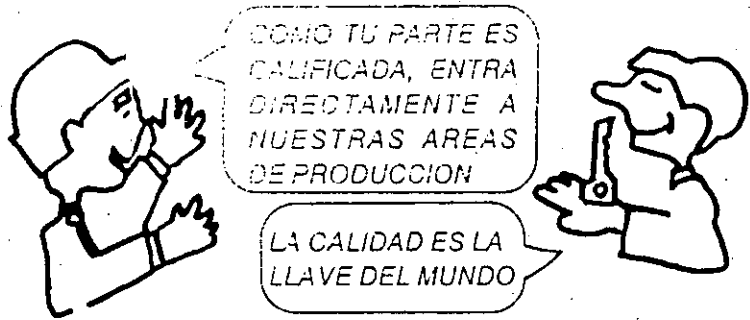 COMO TU PARTE ES
CALIFICADA, ENTRA
DIRECTAMENTE A
NUESTRAS AREAS
DE PRODUCCION
LA CALIDAD ES LA
LLAVE DEL MUNDO